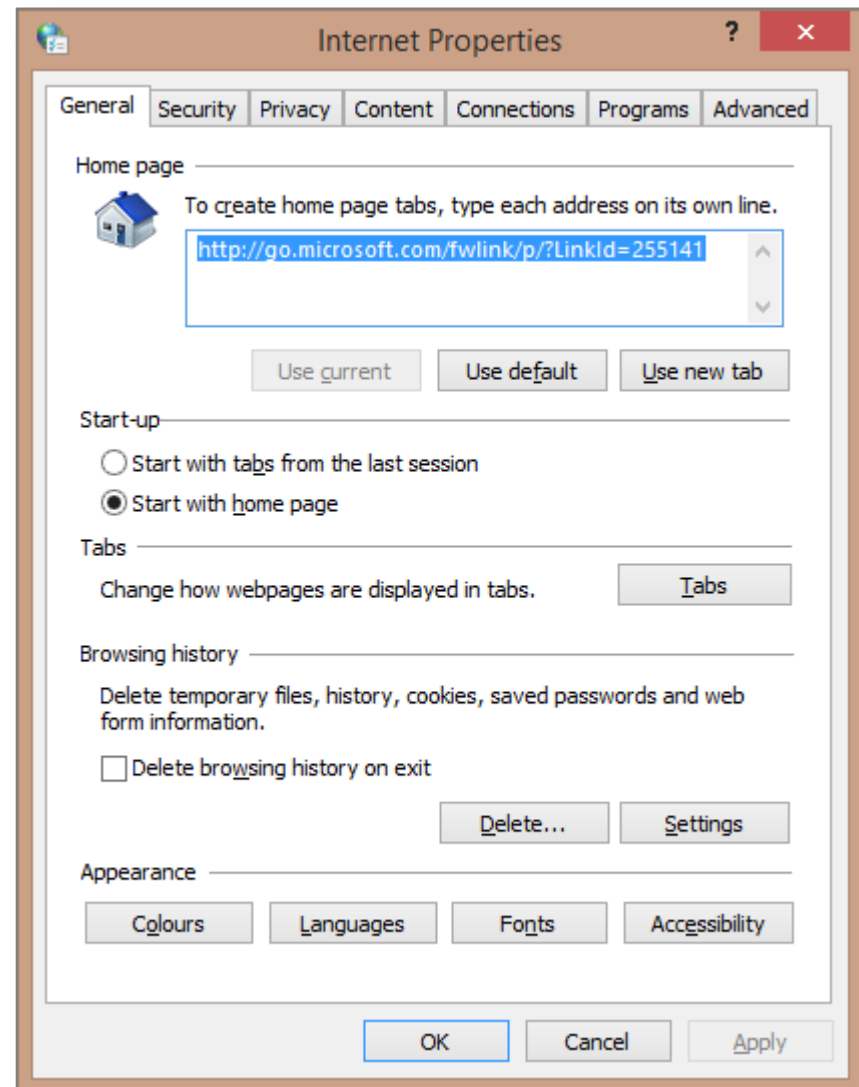 Internet Properties
?
General Security Privacy Content Connections Programs Advanced
Home page
To create home page tabs, type each address on its own line.
http://go.microsoft.com/fwlink/p/?LinkId=255141
Use current Use default Use new tab
Start-up
Start with tabs from the last session
Start with home page
Tabs
Change how webpages are displayed in tabs. Tabs
Browsing history
Delete temporary files, history, cookies, saved passwords and web
form information.
Delete browsing history on exit
Delete... Settings
Appearance
Colours Languages Fonts Accessibility
OK Cancel Apply